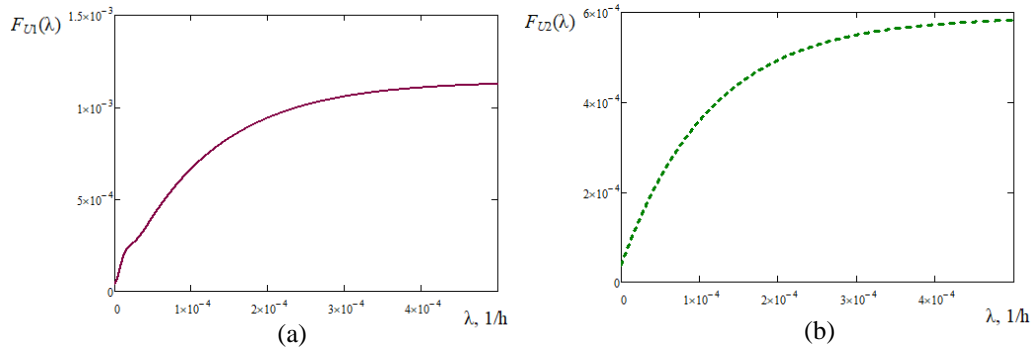 F_U1(λ)
1.5×10⁻³
1×10⁻³
5×10⁻⁴
0
0 1×10⁻⁴ 2×10⁻⁴ 3×10⁻⁴ 4×10⁻⁴
λ, 1/h
(a)
F_U2(λ)
6×10⁻⁴
4×10⁻⁴
2×10⁻⁴
0
0 1×10⁻⁴ 2×10⁻⁴ 3×10⁻⁴ 4×10⁻⁴
λ, 1/h
(b)